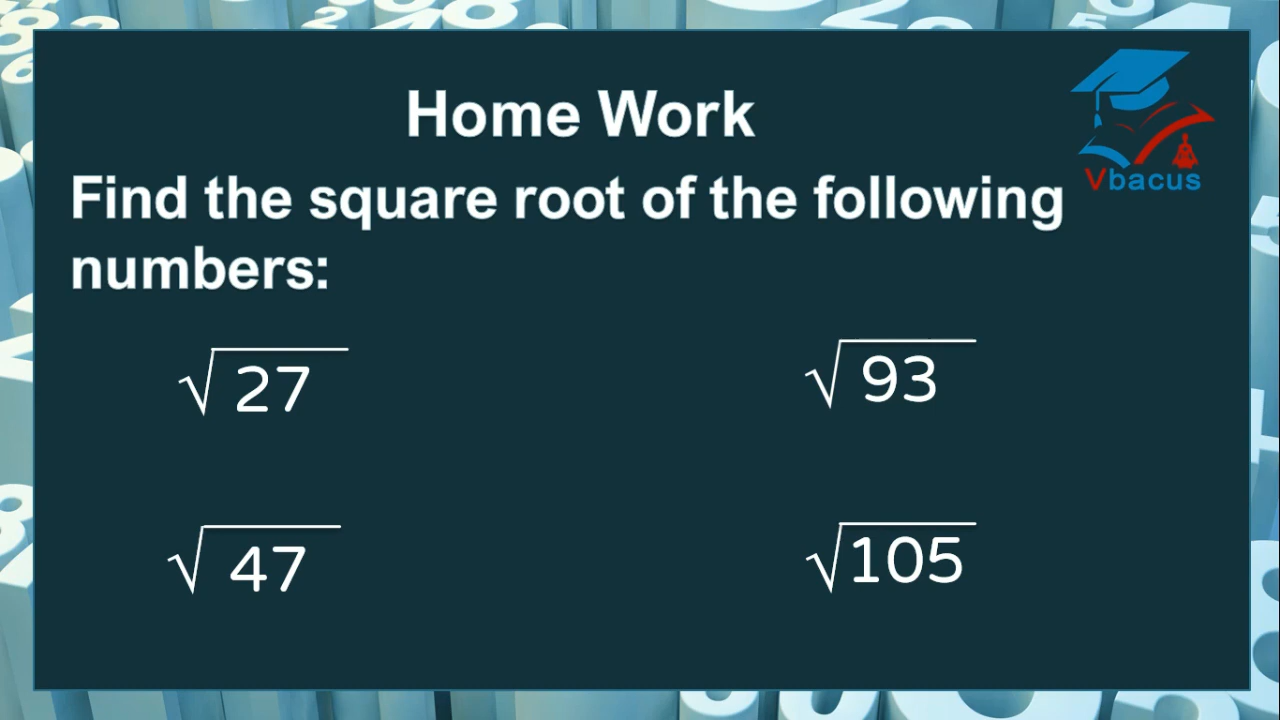 Home Work
Vbacus
Find the square root of the following
numbers:
√27
√93
√47
√105